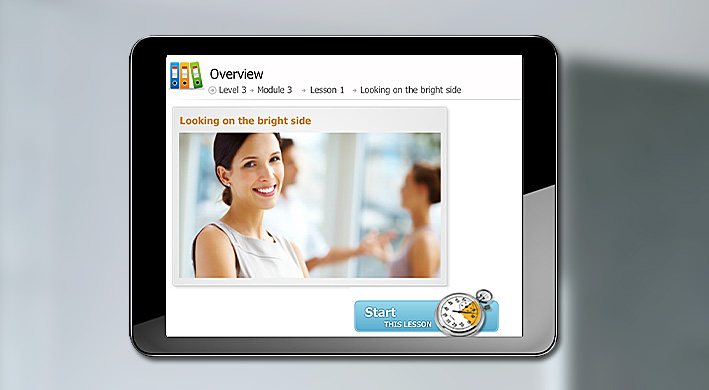 Overview
Level 3 Module 3 Lesson 1 Looking on the bright side
Looking on the bright side
Start
THIS LESSON